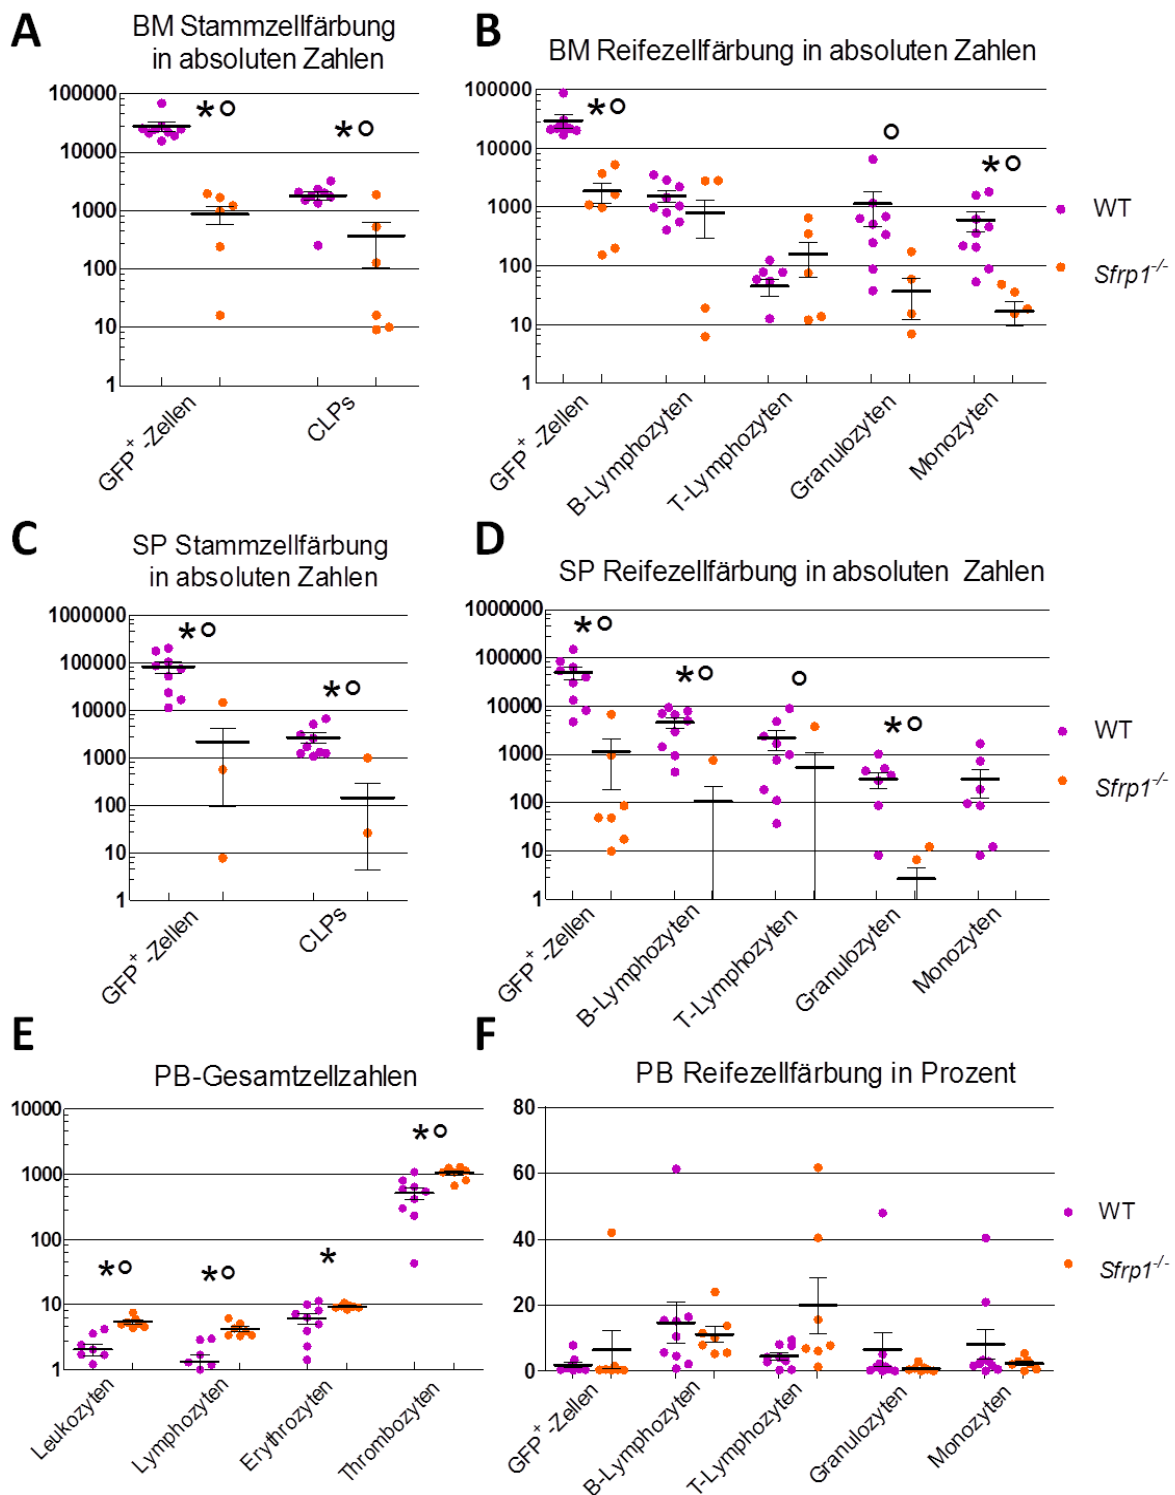 A
BM Stammzellfärbung
in absoluten Zahlen
100000
10000
1000
100
10
1
* o
* o
GFP⁺-Zellen
CLPs
B
BM Reifezellfärbung in absoluten Zahlen
100000
10000
1000
100
10
1
* o
o
* o
GFP⁺-Zellen
B-Lymphozyten
T-Lymphozyten
Granulozyten
Monozyten
WT
Sfrp1⁻/⁻
C
SP Stammzellfärbung
in absoluten Zahlen
1000000
100000
10000
1000
100
10
1
* o
* o
GFP⁺-Zellen
CLPs
D
SP Reifezellfärbung in absoluten Zahlen
1000000
100000
10000
1000
100
10
1
* o
* o
o
* o
GFP⁺-Zellen
B-Lymphozyten
T-Lymphozyten
Granulozyten
Monozyten
WT
Sfrp1⁻/⁻
E
PB-Gesamtzellzahlen
10000
1000
100
10
1
* o
* o
*
* o
Leukozyten
Lymphozyten
Erythrozyten
Thrombozyten
F
PB Reifezellfärbung in Prozent
80
60
40
20
0
GFP⁺-Zellen
B-Lymphozyten
T-Lymphozyten
Granulozyten
Monozyten
WT
Sfrp1⁻/⁻